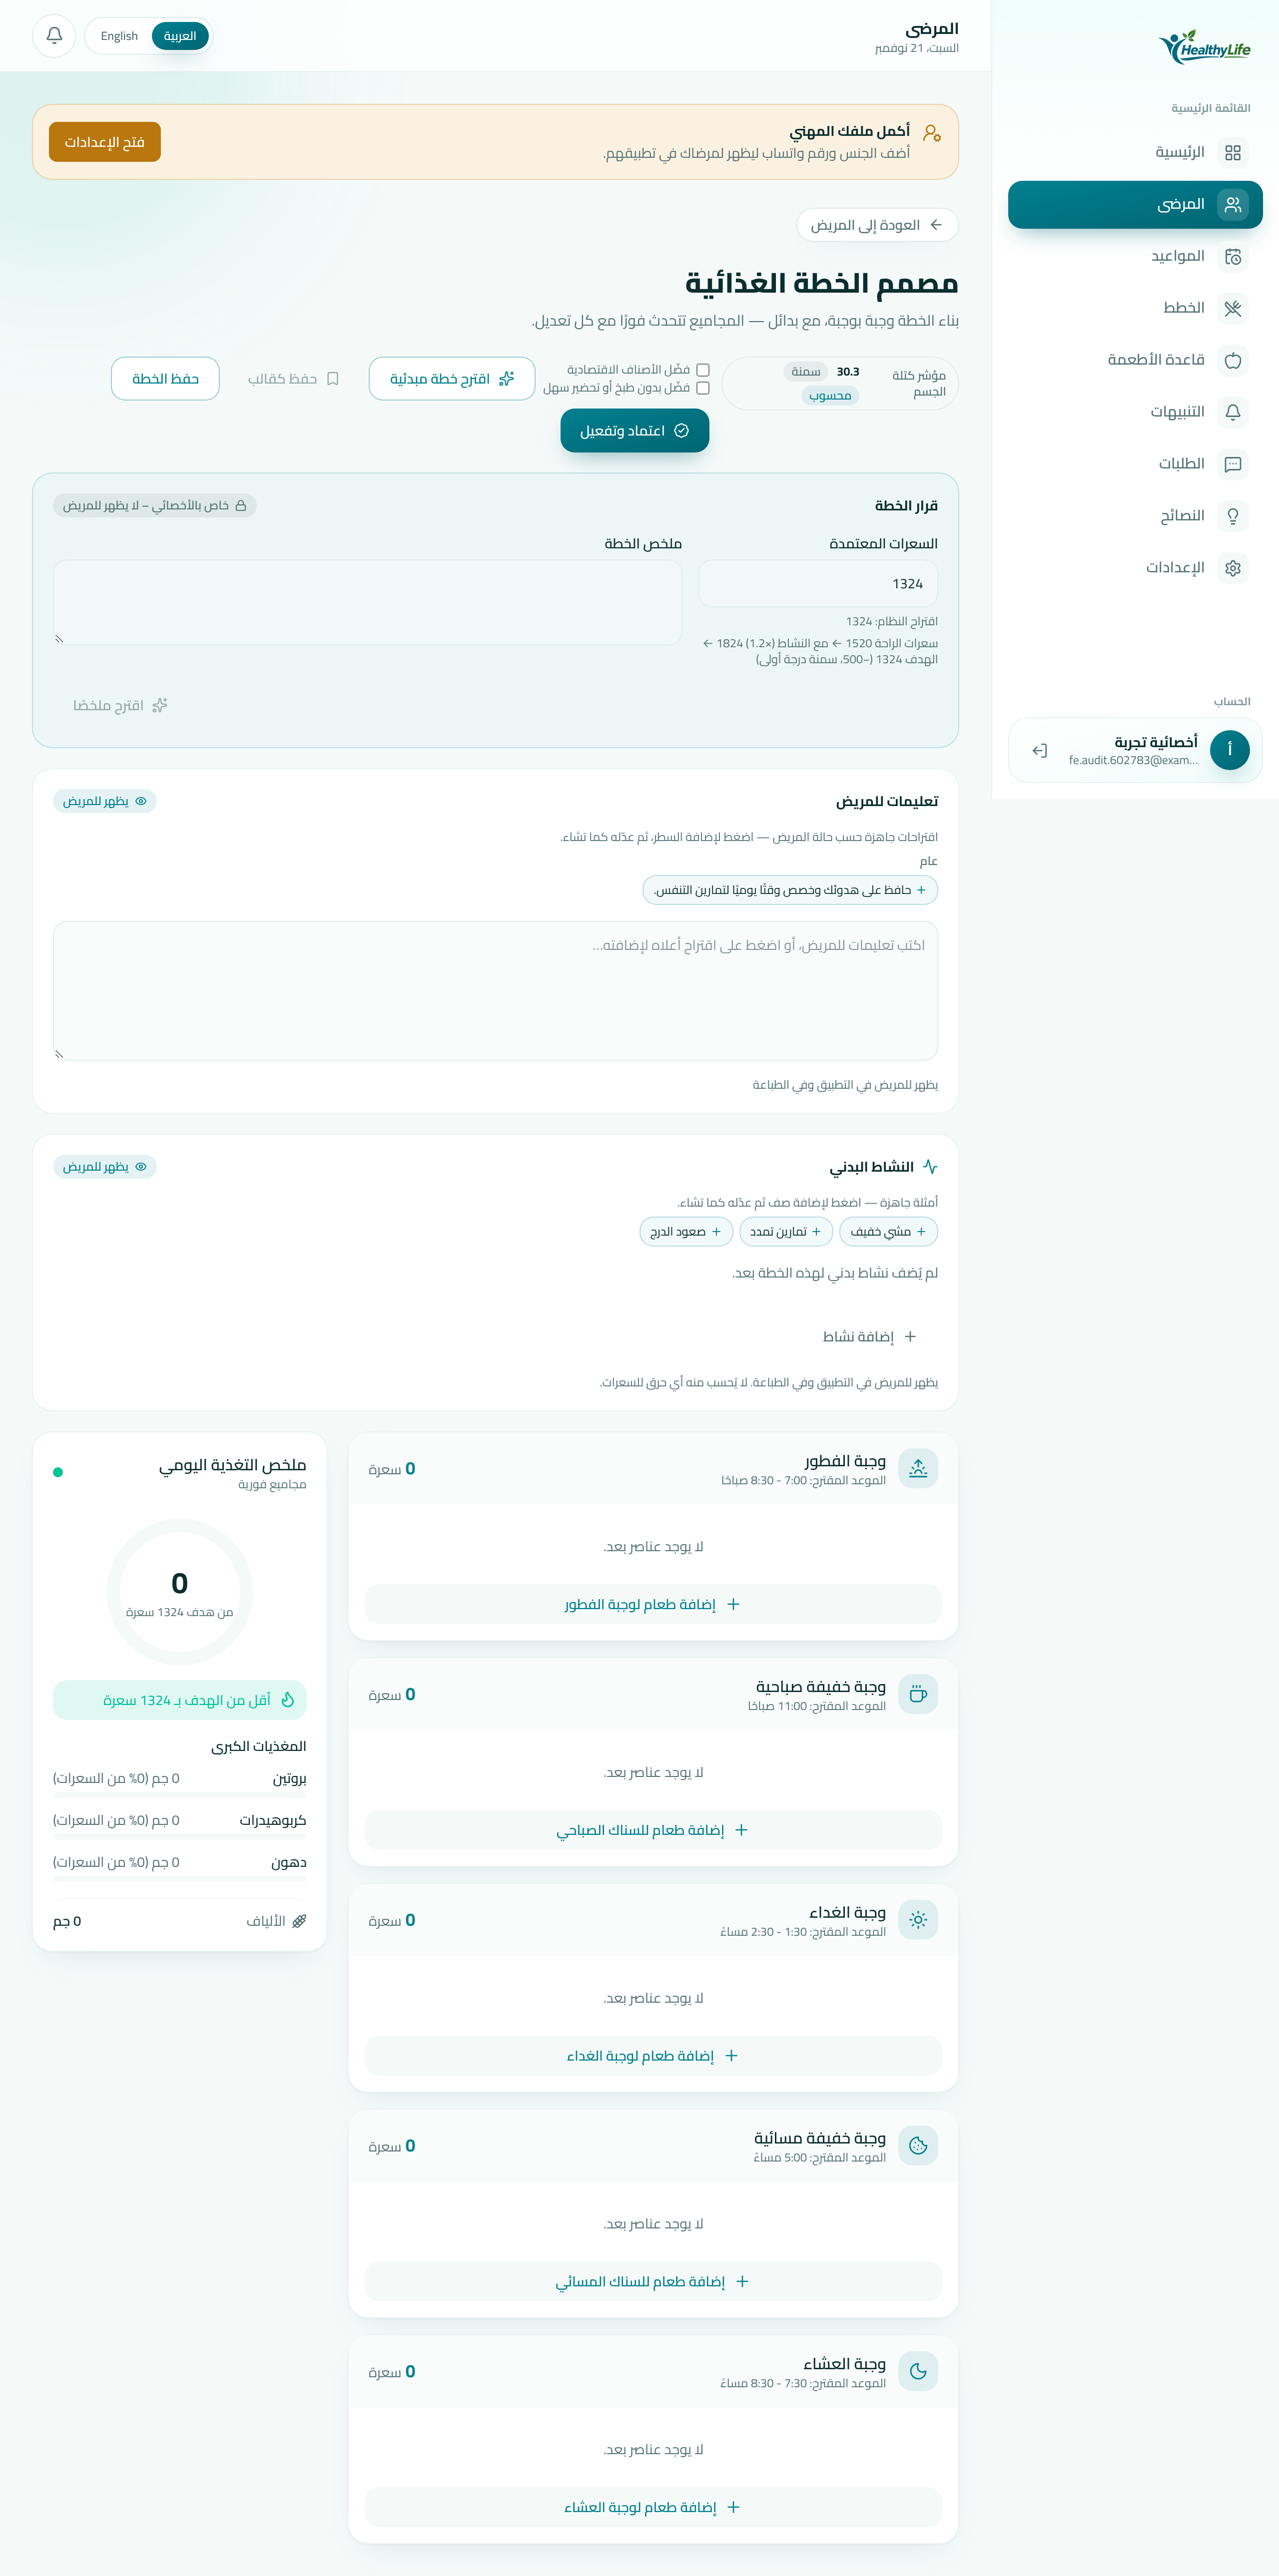 HealthyLife
القائمة الرئيسية
الرئيسية
المرضى
المواعيد
الخطط
قاعدة الأطعمة
التنبيهات
الطلبات
النصائح
الإعدادات
الحساب
أ
أخصائية تجربة
fe.audit.602783@exam...
المرضى
السبت، 21 نوفمبر
العربية
English
أكمل ملفك المهني
أضف الجنس ورقم واتساب ليظهر لمرضاك في تطبيقهم.
فتح الإعدادات
العودة إلى المريض
مصمم الخطة الغذائية
بناء الخطة وجبة بوجبة، مع بدائل — المجاميع تتحدث فورًا مع كل تعديل.
مؤشر كتلة الجسم
30.3
سمنة
محسوب
فضّل الأصناف الاقتصادية
فضّل بدون طبخ أو تحضير سهل
اقترح خطة مبدئية
حفظ كقالب
حفظ الخطة
اعتماد وتفعيل
قرار الخطة
خاص بالأخصائي – لا يظهر للمريض
السعرات المعتمدة
1324
اقتراح النظام: 1324
سعرات الراحة 1520 ← مع النشاط (×1.2) 1824 ←
الهدف 1324 (−500، سمنة درجة أولى)
ملخص الخطة
اقترح ملخصًا
تعليمات للمريض
يظهر للمريض
اقتراحات جاهزة حسب حالة المريض — اضغط لإضافة السطر، ثم عدّله كما تشاء.
عام
+ حافظ على هدوئك وخصص وقتًا يوميًا لتمارين التنفس.
اكتب تعليمات للمريض، أو اضغط على اقتراح أعلاه لإضافته...
يظهر للمريض في التطبيق وفي الطباعة
النشاط البدني
يظهر للمريض
أمثلة جاهزة — اضغط لإضافة صف ثم عدّله كما تشاء.
+ مشي خفيف
+ تمارين تمدد
+ صعود الدرج
لم يُضف نشاط بدني لهذه الخطة بعد.
+ إضافة نشاط
يظهر للمريض في التطبيق وفي الطباعة. لا يُحسب منه أي حرق للسعرات.
وجبة الفطور
الموعد المقترح: 7:00 - 8:30 صباحًا
0 سعرة
لا يوجد عناصر بعد.
+ إضافة طعام لوجبة الفطور
وجبة خفيفة صباحية
الموعد المقترح: 11:00 صباحًا
0 سعرة
لا يوجد عناصر بعد.
+ إضافة طعام للسناك الصباحي
وجبة الغداء
الموعد المقترح: 1:30 - 2:30 مساءً
0 سعرة
لا يوجد عناصر بعد.
+ إضافة طعام لوجبة الغداء
وجبة خفيفة مسائية
الموعد المقترح: 5:00 مساءً
0 سعرة
لا يوجد عناصر بعد.
+ إضافة طعام للسناك المسائي
وجبة العشاء
الموعد المقترح: 7:30 - 8:30 مساءً
0 سعرة
لا يوجد عناصر بعد.
+ إضافة طعام لوجبة العشاء
ملخص التغذية اليومي
مجاميع فورية
0
من هدف 1324 سعرة
أقل من الهدف بـ 1324 سعرة
المغذيات الكبرى
بروتين
0 جم (0% من السعرات)
كربوهيدرات
0 جم (0% من السعرات)
دهون
0 جم (0% من السعرات)
الألياف
0 جم